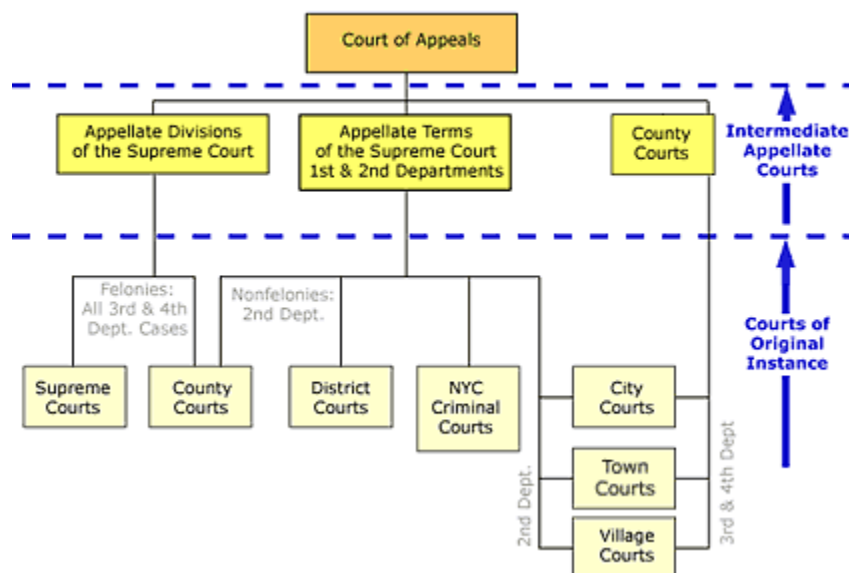 Court of Appeals
Appellate Divisions
of the Supreme Court
Appellate Terms
of the Supreme Court
1st & 2nd Departments
County
Courts
Intermediate
Appellate
Courts
Felonies:
All 3rd & 4th
Dept. Cases
Nonfelonies:
2nd Dept.
Courts of
Original
Instance
Supreme
Courts
County
Courts
District
Courts
NYC
Criminal
Courts
City
Courts
Town
Courts
Village
Courts
2nd Dept.
3rd & 4th Dept